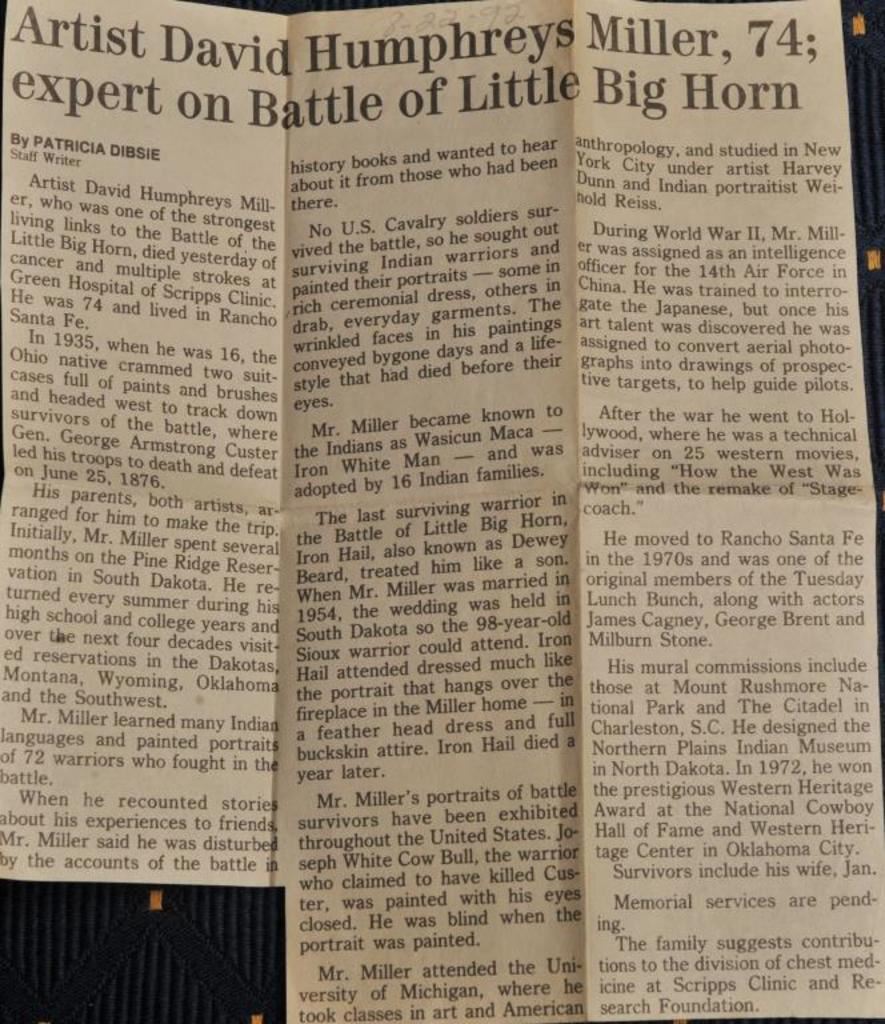 8-22-92
Artist David Humphreys Miller, 74;
expert on Battle of Little Big Horn
By PATRICIA DIBSIE
Staff Writer
Artist David Humphreys Mill-
er, who was one of the strongest
living links to the Battle of the
Little Big Horn, died yesterday of
cancer and multiple strokes at
Green Hospital of Scripps Clinic.
He was 74 and lived in Rancho
Santa Fe.
In 1935, when he was 16, the
Ohio native crammed two suit-
cases full of paints and brushes
and headed west to track down
survivors of the battle, where
Gen. George Armstrong Custer
led his troops to death and defeat
on June 25, 1876.
His parents, both artists, ar-
ranged for him to make the trip.
Initially, Mr. Miller spent several
months on the Pine Ridge Reser-
vation in South Dakota. He re-
turned every summer during his
high school and college years and
over the next four decades visit-
ed reservations in the Dakotas,
Montana, Wyoming, Oklahoma
and the Southwest.
Mr. Miller learned many Indian
languages and painted portraits
of 72 warriors who fought in the
battle.
When he recounted stories
about his experiences to friends,
Mr. Miller said he was disturbed
by the accounts of the battle in
history books and wanted to hear
about it from those who had been
there.
No U.S. Cavalry soldiers sur-
vived the battle, so he sought out
surviving Indian warriors and
painted their portraits — some in
rich ceremonial dress, others in
drab, everyday garments. The
wrinkled faces in his paintings
conveyed bygone days and a life-
style that had died before their
eyes.
Mr. Miller became known to
the Indians as Wasicun Maca —
Iron White Man — and was
adopted by 16 Indian families.
The last surviving warrior in
the Battle of Little Big Horn,
Iron Hail, also known as Dewey
Beard, treated him like a son.
When Mr. Miller was married in
1954, the wedding was held in
South Dakota so the 98-year-old
Sioux warrior could attend. Iron
Hail attended dressed much like
the portrait that hangs over the
fireplace in the Miller home — in
a feather head dress and full
buckskin attire. Iron Hail died a
year later.
Mr. Miller's portraits of battle
survivors have been exhibited
throughout the United States. Jo-
seph White Cow Bull, the warrior
who claimed to have killed Cus-
ter, was painted with his eyes
closed. He was blind when the
portrait was painted.
Mr. Miller attended the Uni-
versity of Michigan, where he
took classes in art and American
anthropology, and studied in New
York City under artist Harvey
Dunn and Indian portraitist Wei-
nold Reiss.
During World War II, Mr. Mill-
er was assigned as an intelligence
officer for the 14th Air Force in
China. He was trained to interro-
gate the Japanese, but once his
art talent was discovered he was
assigned to convert aerial photo-
graphs into drawings of prospec-
tive targets, to help guide pilots.
After the war he went to Hol-
lywood, where he was a technical
adviser on 25 western movies,
including "How the West Was
Won" and the remake of "Stage-
coach."
He moved to Rancho Santa Fe
in the 1970s and was one of the
original members of the Tuesday
Lunch Bunch, along with actors
James Cagney, George Brent and
Milburn Stone.
His mural commissions include
those at Mount Rushmore Na-
tional Park and The Citadel in
Charleston, S.C. He designed the
Northern Plains Indian Museum
in North Dakota. In 1972, he won
the prestigious Western Heritage
Award at the National Cowboy
Hall of Fame and Western Heri-
tage Center in Oklahoma City.
Survivors include his wife, Jan.
Memorial services are pend-
ing.
The family suggests contribu-
tions to the division of chest med-
icine at Scripps Clinic and Re-
search Foundation.